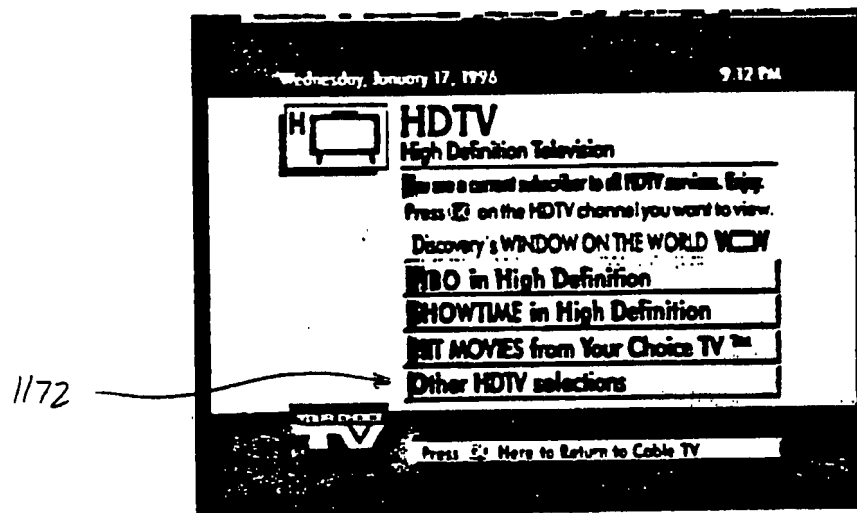 Wednesday, January 17, 1996 9:12 PM
H
HDTV
High Definition Television
You are a current subscriber to all HDTV services. Enjoy.
Press on the HDTV channel you want to view.
Discovery's WINDOW ON THE WORLD
HBO in High Definition
SHOWTIME in High Definition
HIT MOVIES from Your Choice TV ™
Other HDTV selections
1172
TV
Press Here to Return to Cable TV